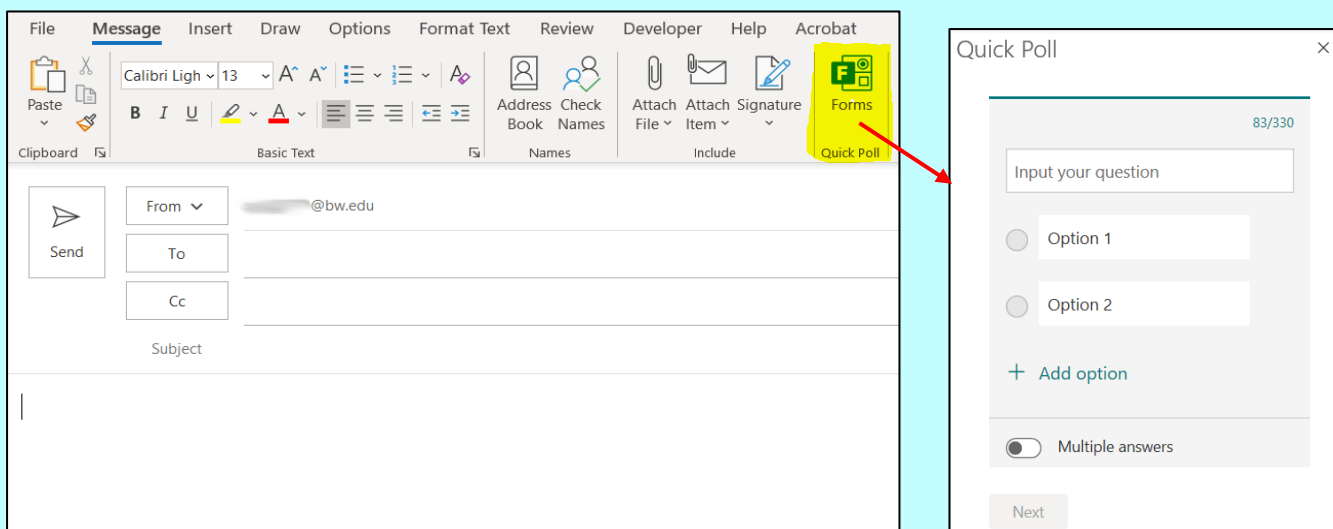 File Message Insert Draw Options Format Text Review Developer Help Acrobat
Calibri Ligh 13 A A A
Paste B I U A
Address Book
Check Names
Attach File
Attach Item
Signature
Forms
Clipboard Basic Text Names Include Quick Poll
From @bw.edu
Send
To
Cc
Subject
Quick Poll
83/330
Input your question
Option 1
Option 2
+ Add option
Multiple answers
Next